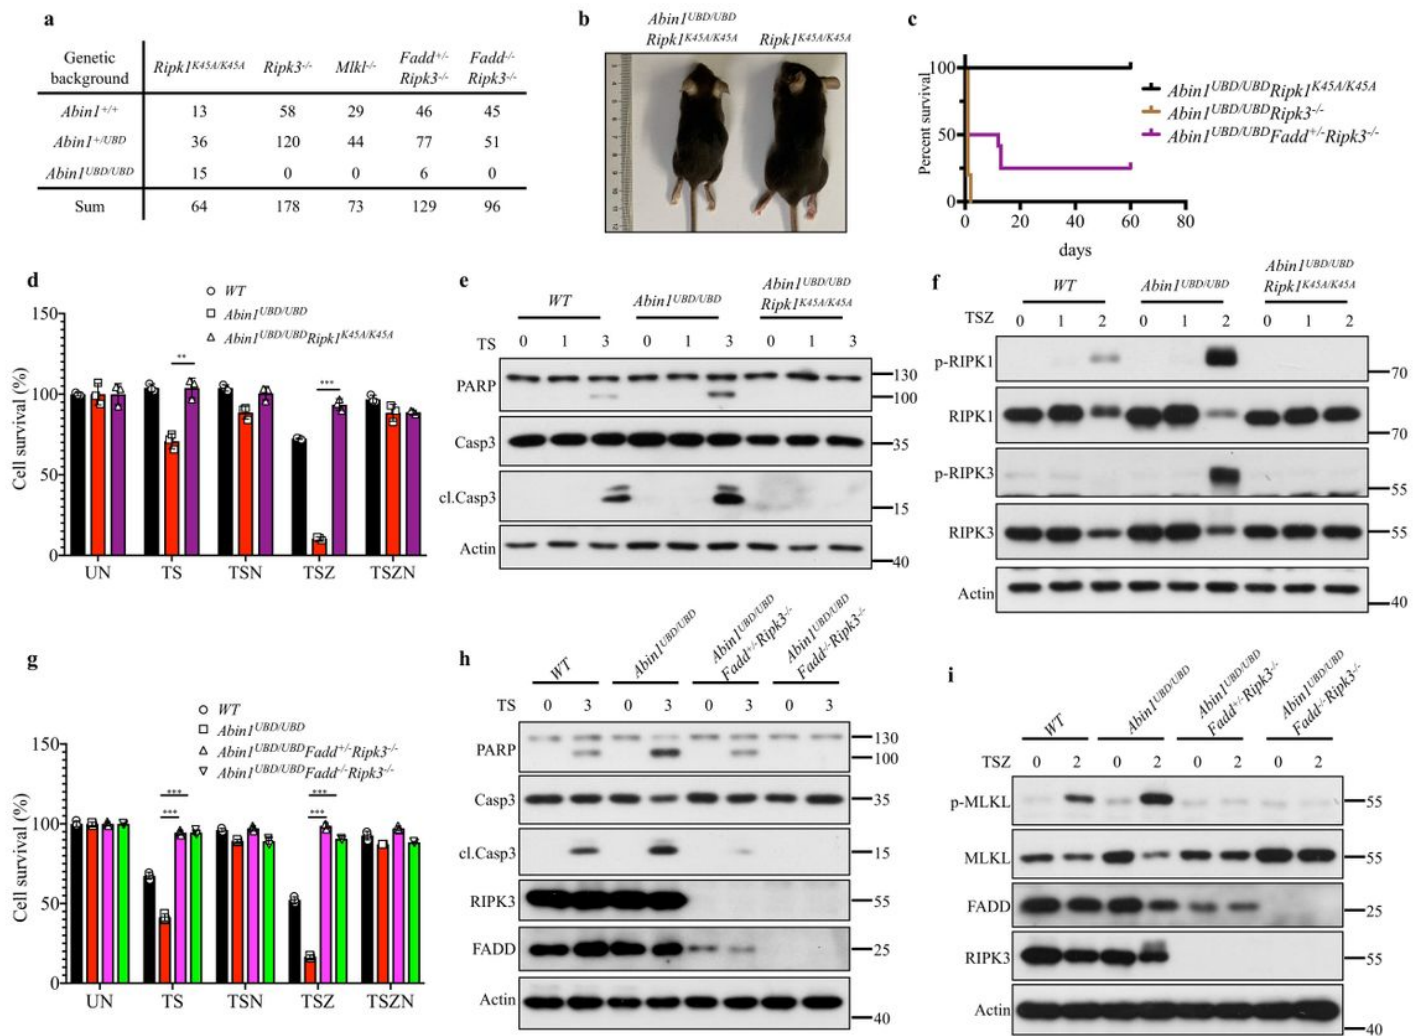 a
Genetic background Ripk1K45A/K45A Ripk3-/- Mlkl-/- Fadd+/- Ripk3-/- Fadd-/- Ripk3-/-
Abin1+/+ 13 58 29 46 45
Abin1+/UBD 36 120 44 77 51
Abin1UBD/UBD 15 0 0 6 0
Sum 64 178 73 129 96
b
Abin1UBD/UBD
Ripk1K45A/K45A Ripk1K45A/K45A
c
Percent survival
100
50
0
0 20 40 60 80
days
Abin1UBD/UBDRipk1K45A/K45A
Abin1UBD/UBDRipk3-/-
Abin1UBD/UBDFadd+/-Ripk3-/-
d
WT
Abin1UBD/UBD
Abin1UBD/UBDRipk1K45A/K45A
Cell survival (%)
150
100
50
0
** ***
UN TS TSN TSZ TSZN
e
WT Abin1UBD/UBD Abin1UBD/UBD Ripk1K45A/K45A
TS 0 1 3 0 1 3 0 1 3
PARP 130
100
Casp3 35
cl.Casp3 15
Actin 40
f
WT Abin1UBD/UBD Abin1UBD/UBD Ripk1K45A/K45A
TSZ 0 1 2 0 1 2 0 1 2
p-RIPK1 70
RIPK1 70
p-RIPK3 55
RIPK3 55
Actin 40
g
WT
Abin1UBD/UBD
Abin1UBD/UBDFadd+/-Ripk3-/-
Abin1UBD/UBDFadd-/-Ripk3-/-
Cell survival (%)
150
100
50
0
*** ***
*** ***
UN TS TSN TSZ TSZN
h
WT Abin1UBD/UBD Abin1UBD/UBD Fadd+/-Ripk3-/- Abin1UBD/UBD Fadd-/-Ripk3-/-
TS 0 3 0 3 0 3 0 3
PARP 130
100
Casp3 35
cl.Casp3 15
RIPK3 55
FADD 25
Actin 40
i
WT Abin1UBD/UBD Abin1UBD/UBD Fadd+/-Ripk3-/- Abin1UBD/UBD Fadd-/-Ripk3-/-
TSZ 0 2 0 2 0 2 0 2
p-MLKL 55
MLKL 55
FADD 25
RIPK3 55
Actin 40